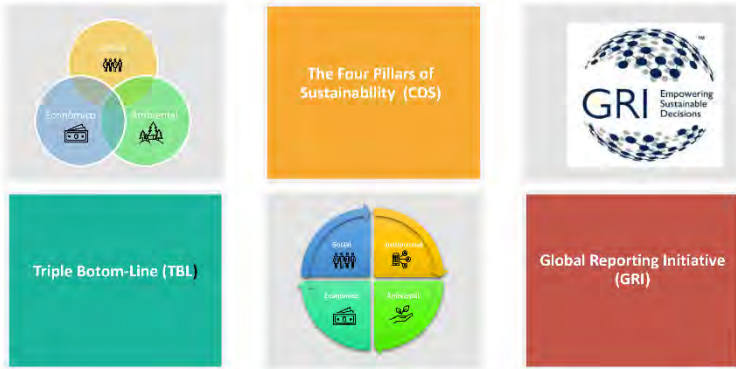 The Four Pillars of
Sustainability (CDS)
TM
GRI
Empowering
Sustainable
Decisions
Económico
Ambiental
Triple Botom-Line (TBL)
Social
Económico
Ambiental
Global Reporting Initiative
(GRI)